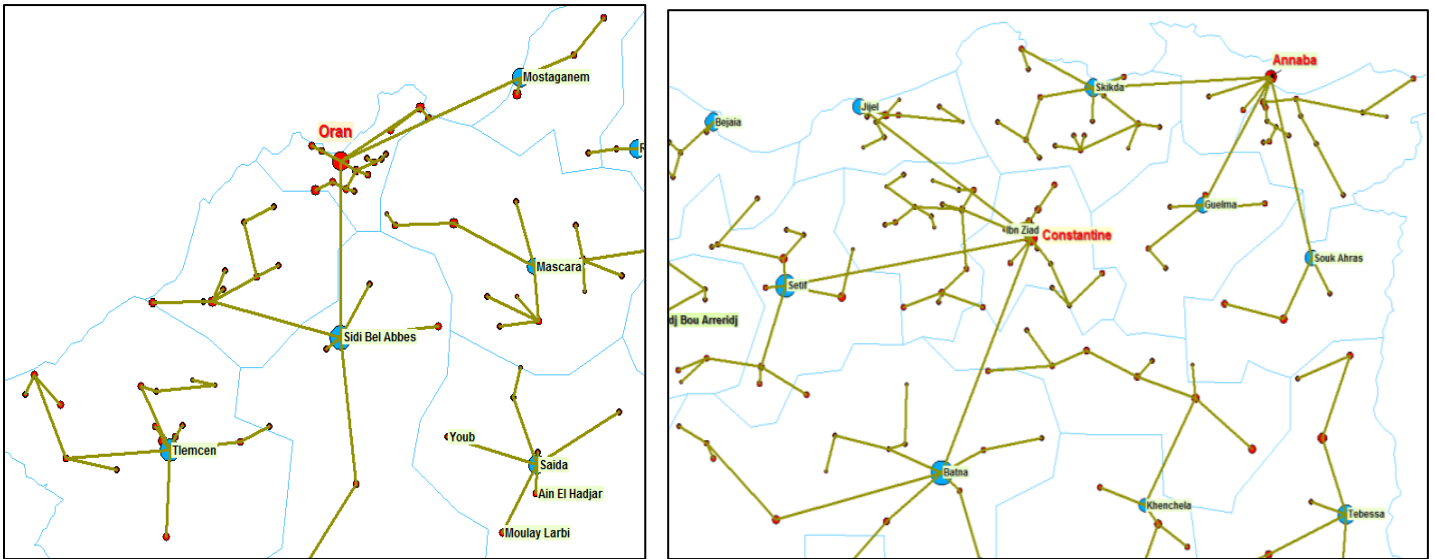 Mostaganem
Oran
R
Mascara
Sidi Bel Abbes
Youb
Tlemcen
Saida
Ain El Hadjar
Moulay Larbi
Annaba
Skikda
Jijel
Bejaia
Guelma
Ibn Ziad
Constantine
Souk Ahras
Setif
dj Bou Arreridj
Batna
Khenchela
Tebessa